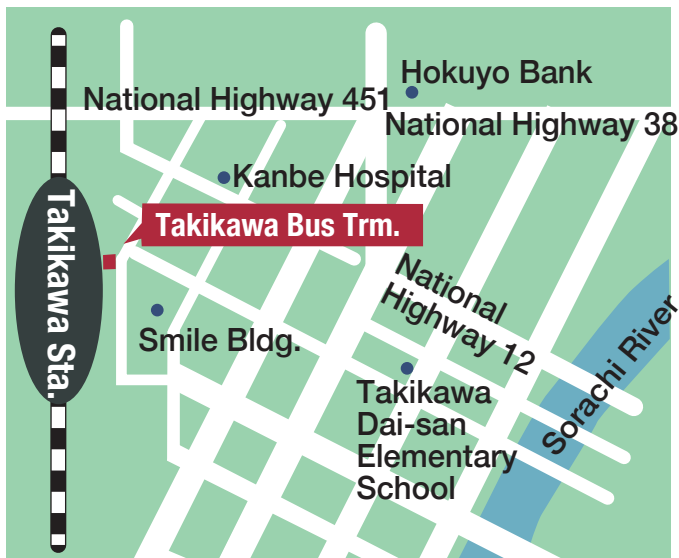 Hokuyo Bank
National Highway 451
National Highway 38
Kanbe Hospital
Takikawa Bus Trm.
Takikawa Sta.
National
Highway 12
Smile Bldg.
Sorachi River
Takikawa
Dai-san
Elementary
School